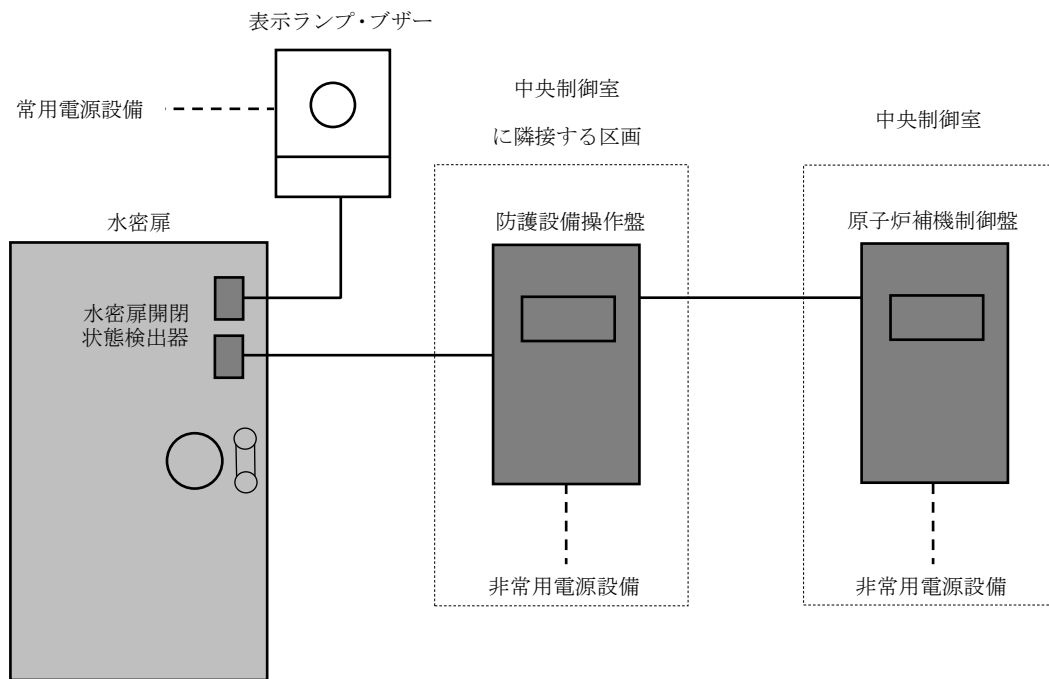 表示ランプ・ブザー
常用電源設備
中央制御室
に隣接する区画
中央制御室
水密扉
防護設備操作盤
原子炉補機制御盤
水密扉開閉
状態検出器
非常用電源設備
非常用電源設備